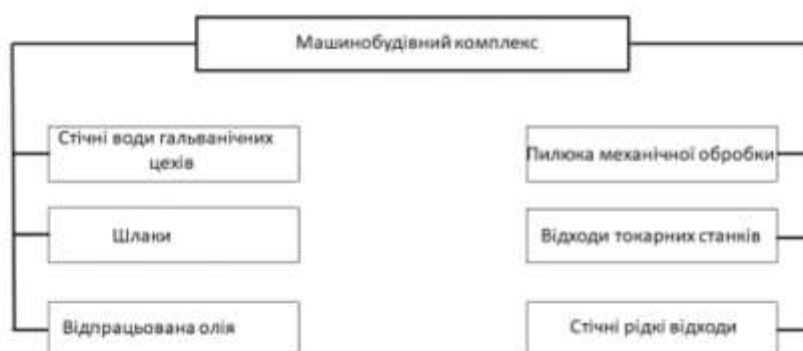 Машинобудівний комплекс
Стічні води гальванічних
цехів
Пилюка механічної обробки
Шлаки
Відходи токарних станків
Відпрацьована олія
Стічні рідкі відходи